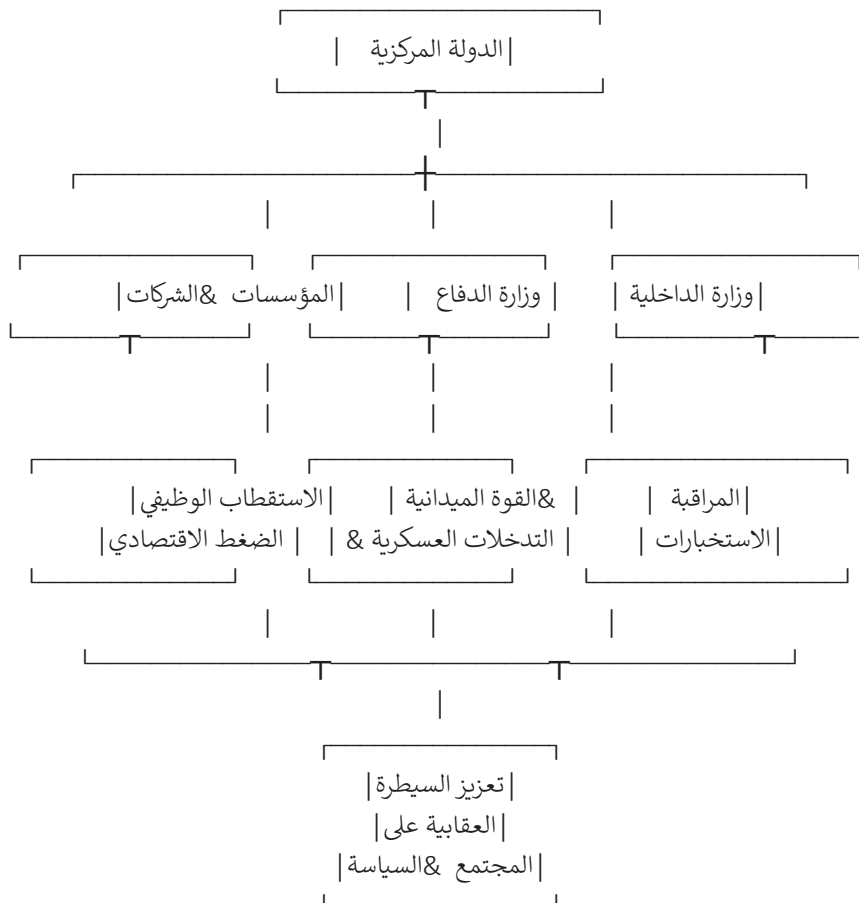 الدولة المركزية
وزارة الداخلية | وزارة الدفاع | المؤسسات &الشركات
المراقبة | &القوة الميدانية | الاستقطاب الوظيفي
الاستخبارات | التدخلات العسكرية & | الضغط الاقتصادي
تعزيز السيطرة
العقابية على
المجتمع &السياسة